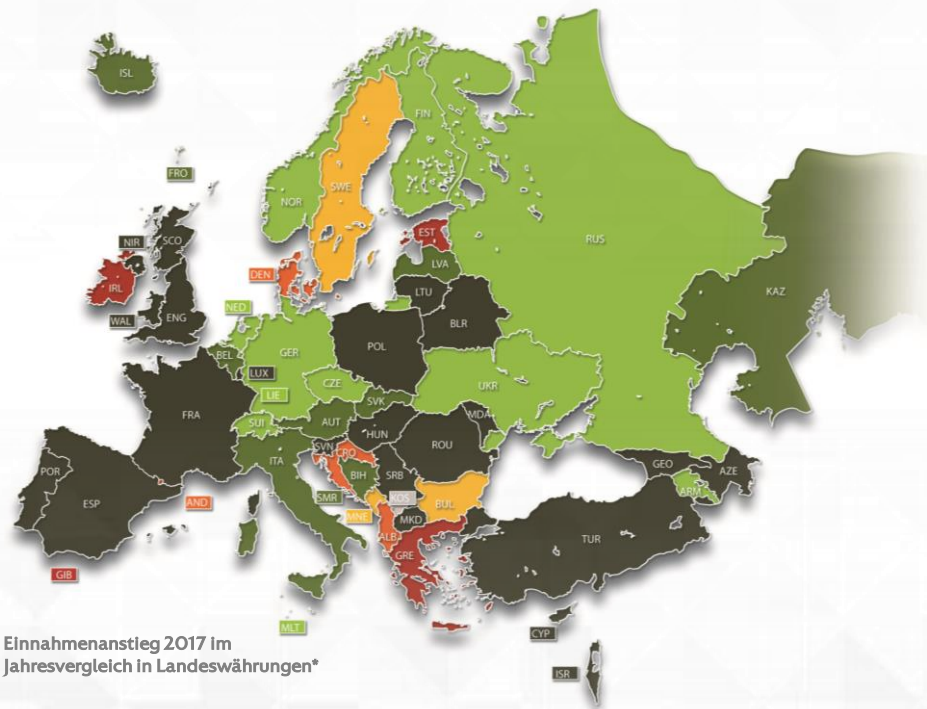 ISL
FRO
FIN
NOR
SWE
RUS
NIR
SCO
EST
LVA
DEN
KAZ
IRL
LTU
WAL
ENG
NED
BLR
GER
POL
BEL
LUX
CZE
UKR
LIE
SVK
FRA
SUI
AUT
MDA
HUN
ROU
SVN
CRO
ITA
GEO
AZE
POR
BIH
SRB
ARM
ESP
AND
SMR
KOS
BUL
MNE
MKD
ALB
TUR
GRE
GIB
MLT
CYP
Einnahmenanstieg 2017 im
Jahresvergleich in Landeswährungen*
ISR